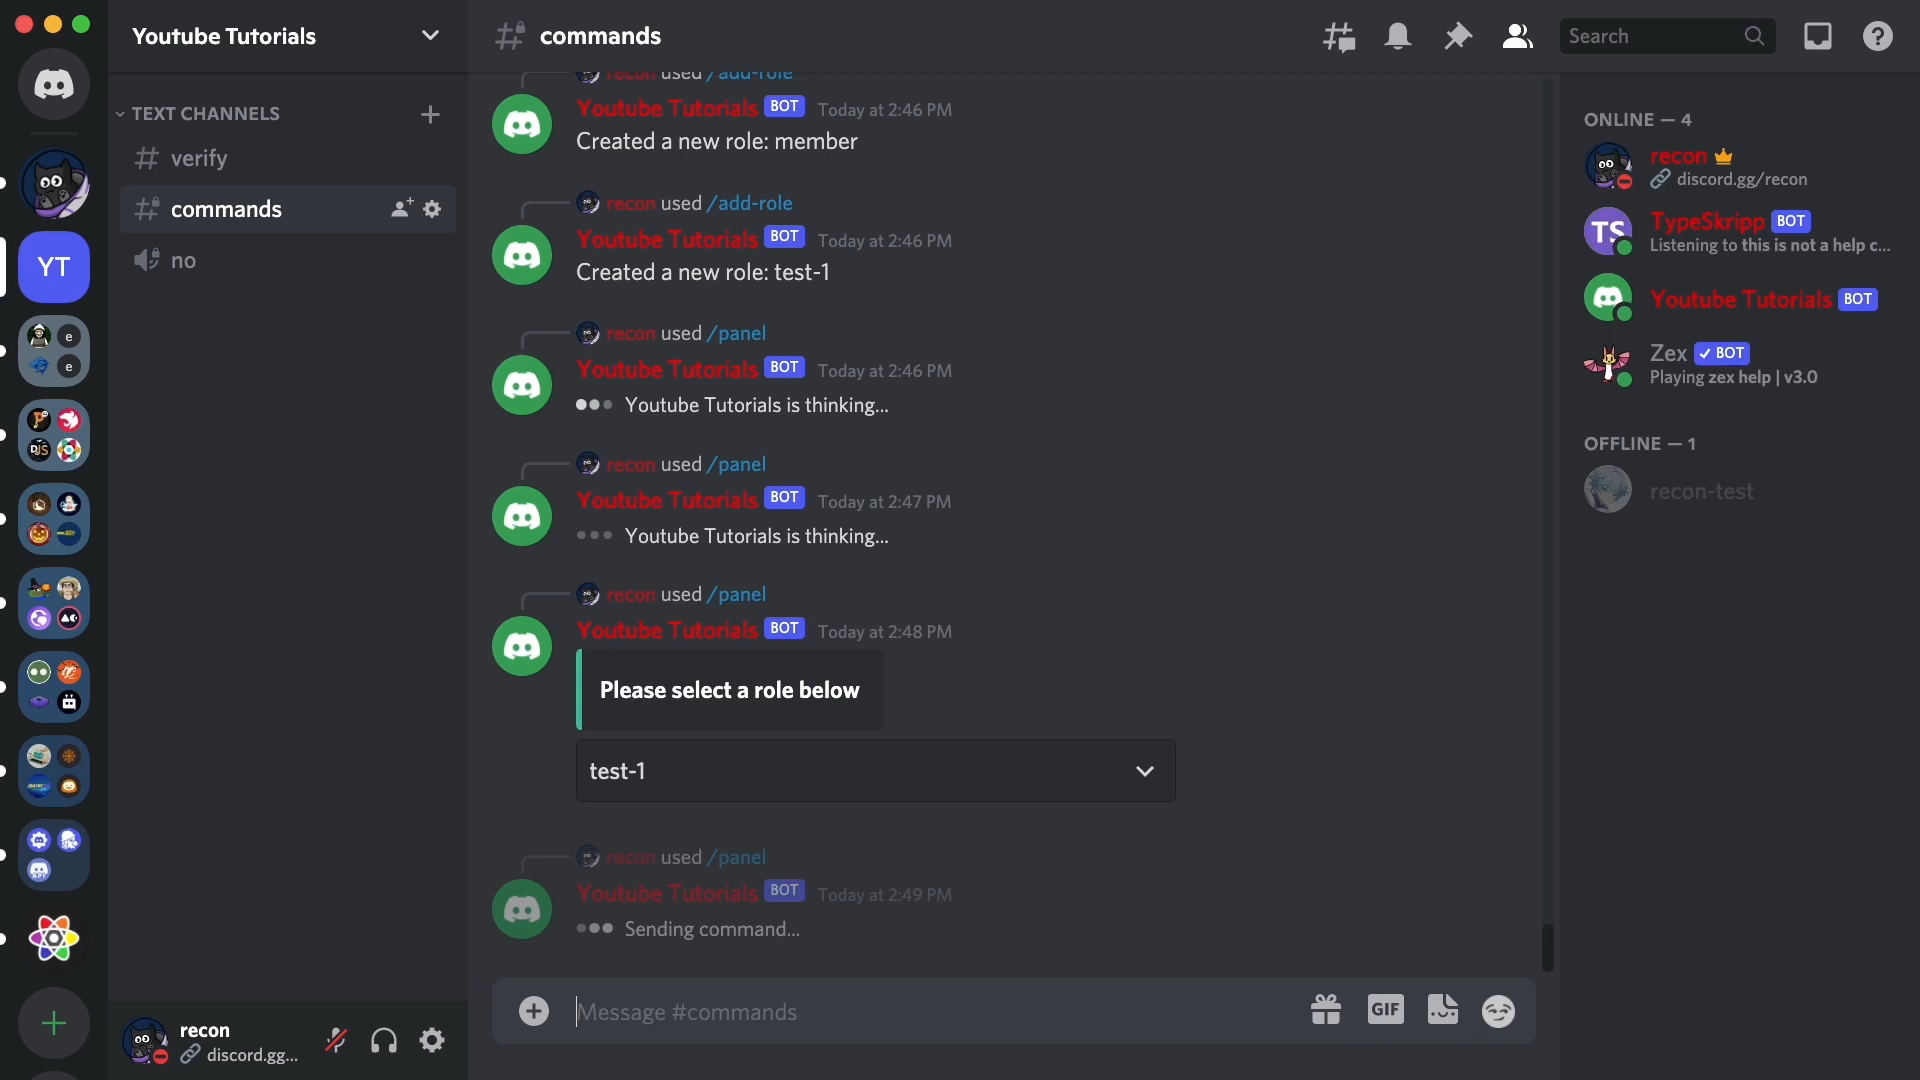 Youtube Tutorials
commands
Search
TEXT CHANNELS
verify
commands
no
YT
e
e
DJS
API
recon used /add-role
Youtube Tutorials BOT Today at 2:46 PM
Created a new role: member
recon used /add-role
Youtube Tutorials BOT Today at 2:46 PM
Created a new role: test-1
recon used /panel
Youtube Tutorials BOT Today at 2:46 PM
Youtube Tutorials is thinking...
recon used /panel
Youtube Tutorials BOT Today at 2:47 PM
Youtube Tutorials is thinking...
recon used /panel
Youtube Tutorials BOT Today at 2:48 PM
Please select a role below
test-1
recon used /panel
Youtube Tutorials BOT Today at 2:49 PM
Sending command...
Message #commands
GIF
recon
discord.gg...
ONLINE — 4
recon
discord.gg/recon
TS
TypeSkripp BOT
Listening to this is not a help c...
Youtube Tutorials BOT
Zex ✓ BOT
Playing zex help | v3.0
OFFLINE — 1
recon-test